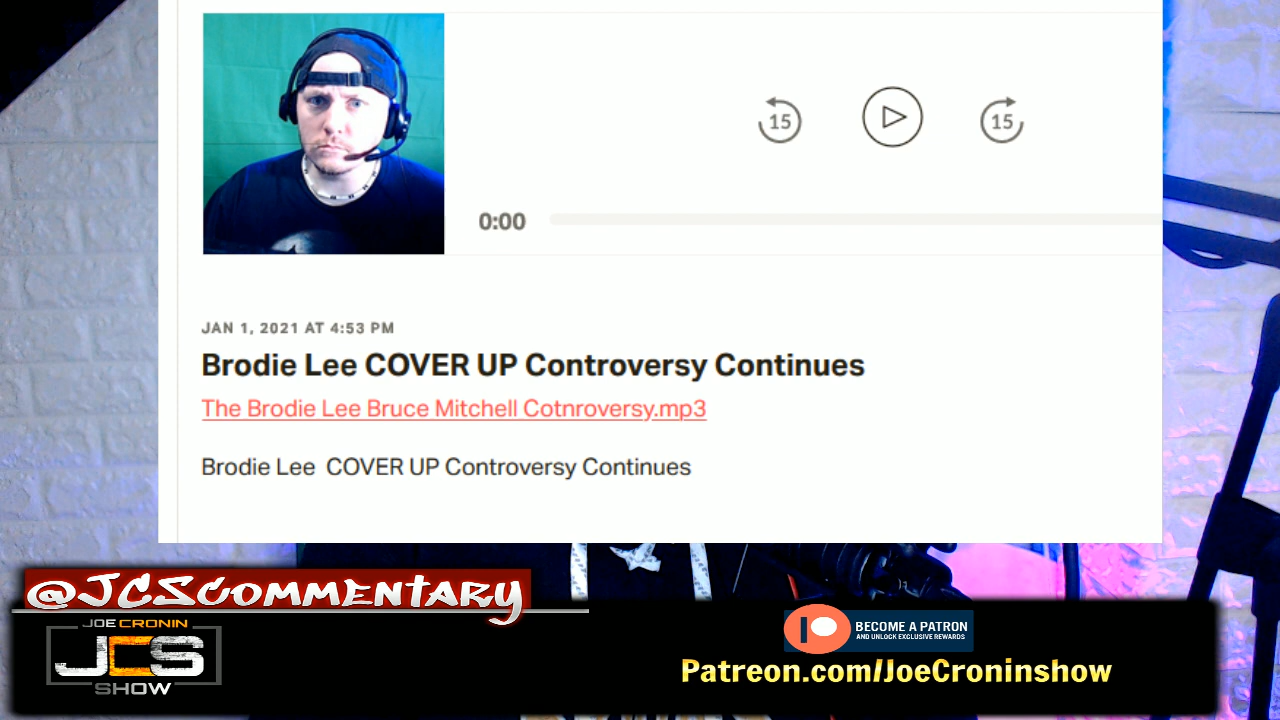 15
15
0:00
JAN 1, 2021 AT 4:53 PM
Brodie Lee COVER UP Controversy Continues
The Brodie Lee Bruce Mitchell Cotnroversy.mp3
Brodie Lee COVER UP Controversy Continues
@JCSCOMMENTARY
JOE CRONIN
JCS
SHOW
BECOME A PATRON
AND UNLOCK EXCLUSIVE REWARDS
Patreon.com/JoeCroninshow